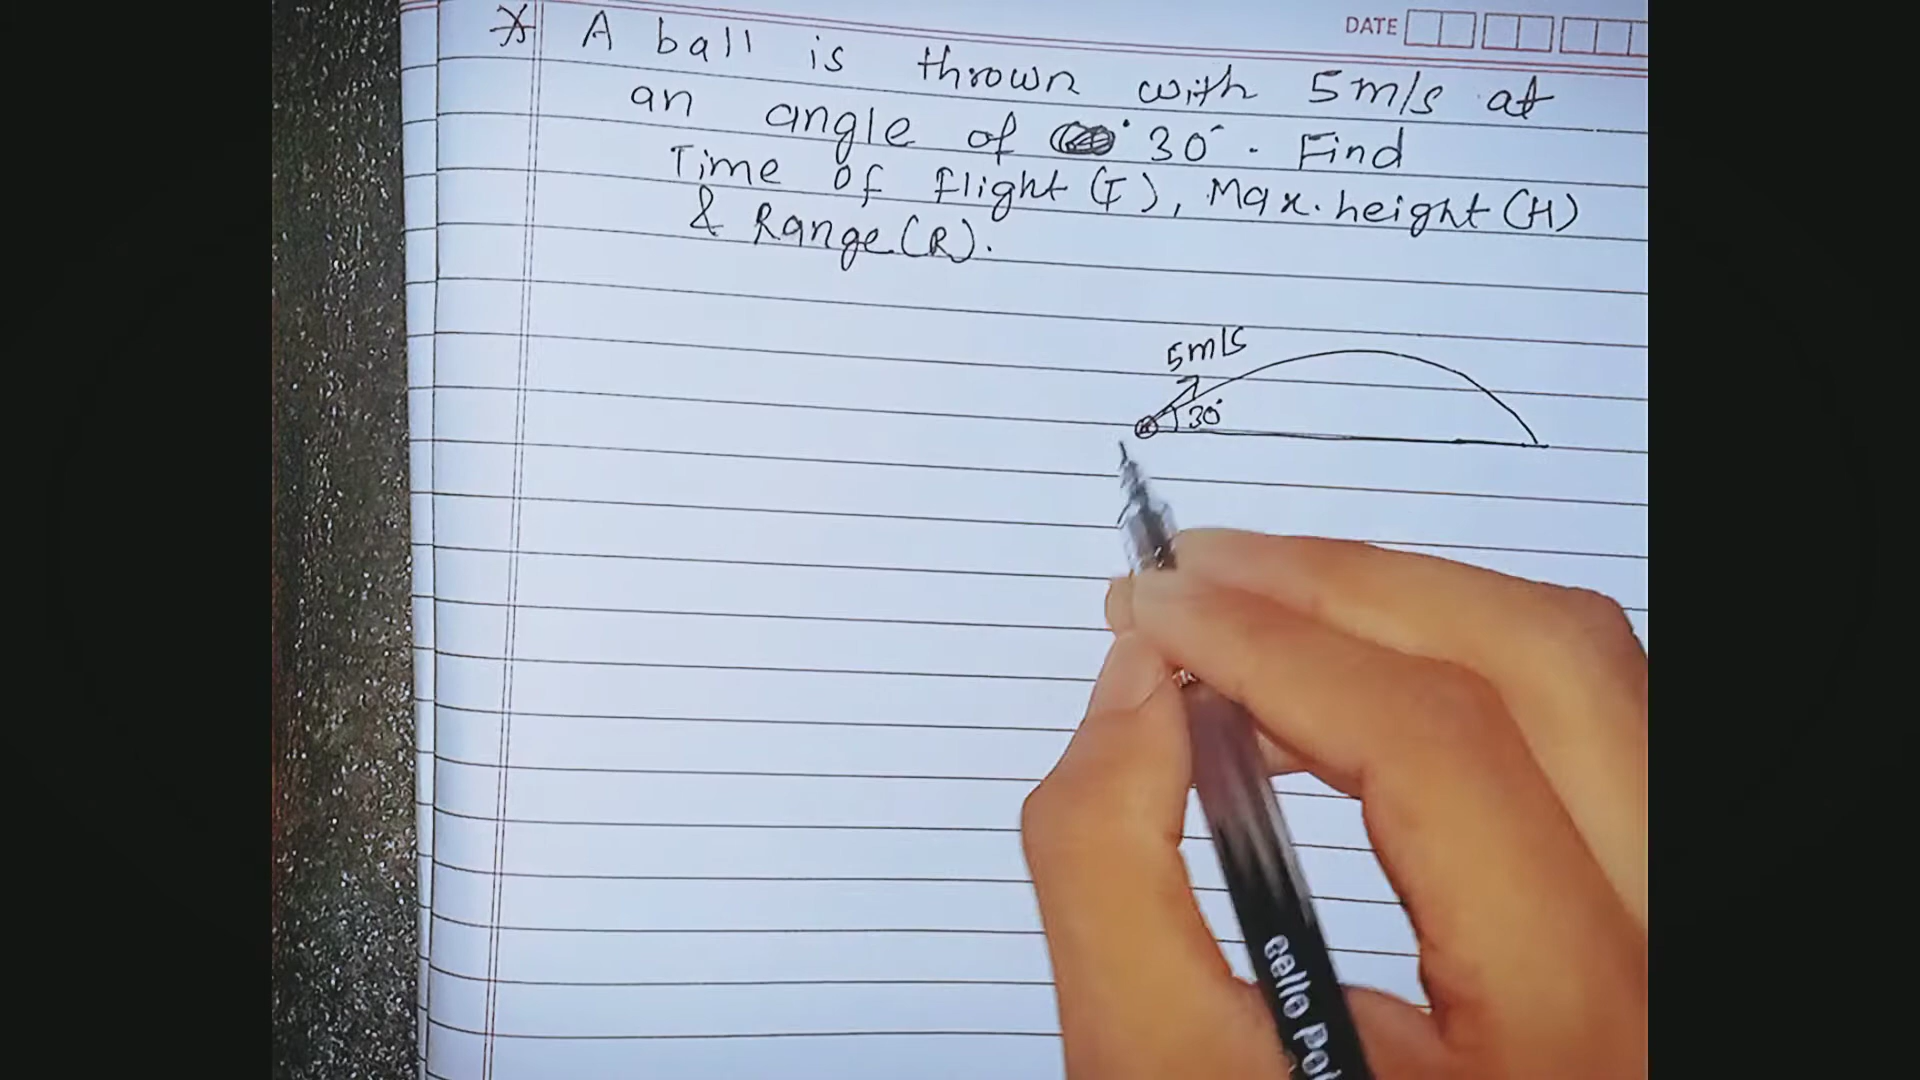 DATE
* A ball is thrown with 5m/s at
an angle of 30°. Find
Time of flight (T), Max. height (H)
& Range (R).
5m/s
30°
cello Poi